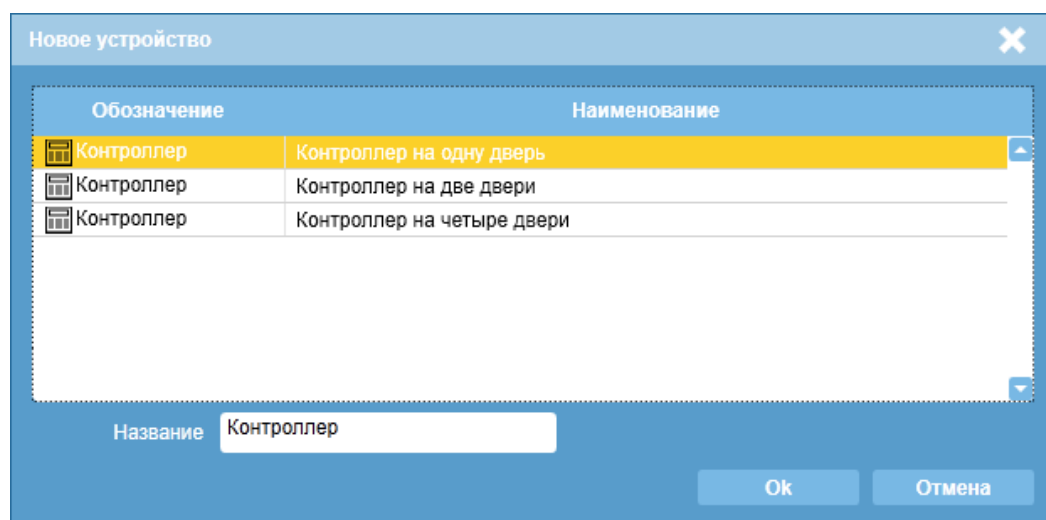 Новое устройство
Обозначение Наименование
Контроллер Контроллер на одну дверь
Контроллер Контроллер на две двери
Контроллер Контроллер на четыре двери
Название Контроллер
Ok Отмена